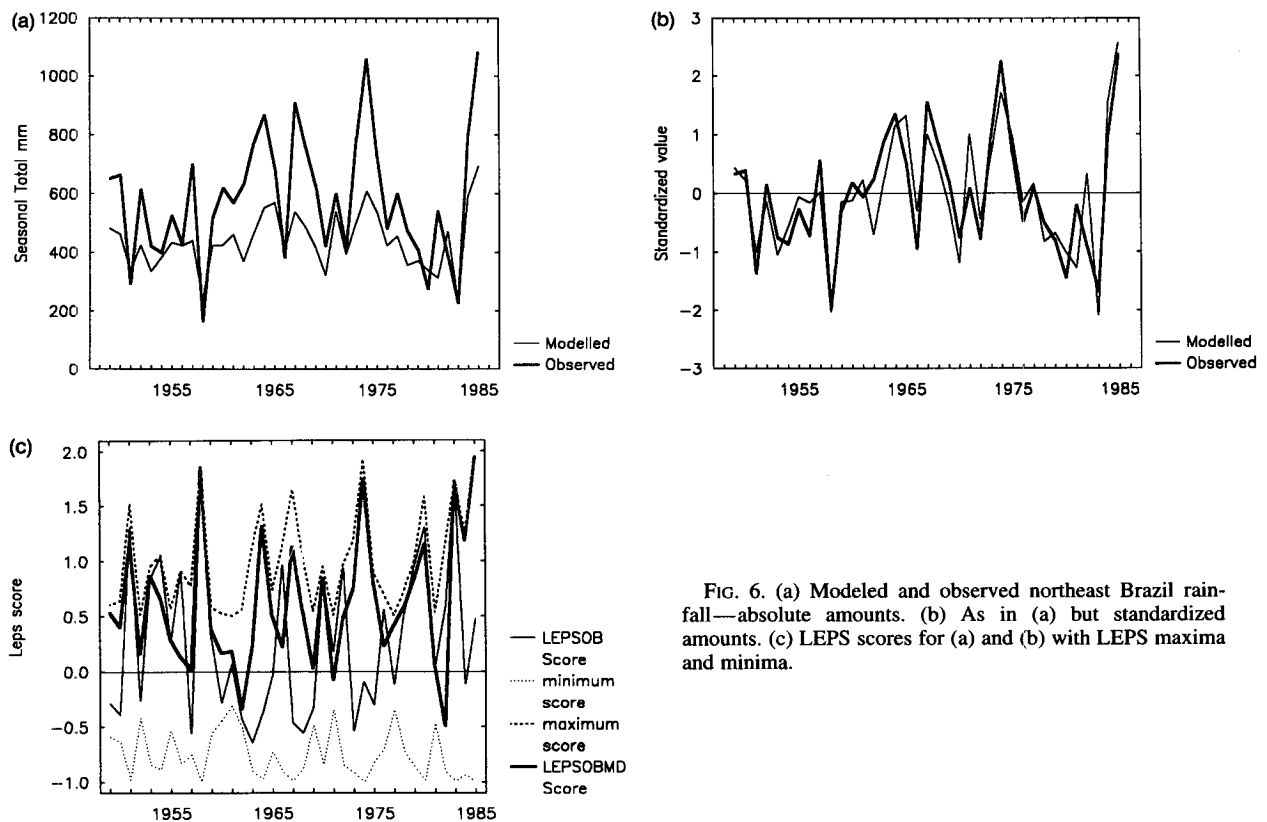 (a)
1200
1000
800
600
400
200
0
Seasonal Total mm
1955
1965
1975
1985
Modelled
Observed
(b)
3
2
1
0
−1
−2
−3
Standardized value
1955
1965
1975
1985
Modelled
Observed
(c)
2.0
1.5
1.0
0.5
0.0
−0.5
−1.0
Leps score
1955
1965
1975
1985
LEPSOB
Score
minimum
score
maximum
score
LEPSOBMD
Score
FIG. 6. (a) Modeled and observed northeast Brazil rain-
fall—absolute amounts. (b) As in (a) but standardized
amounts. (c) LEPS scores for (a) and (b) with LEPS maxima
and minima.